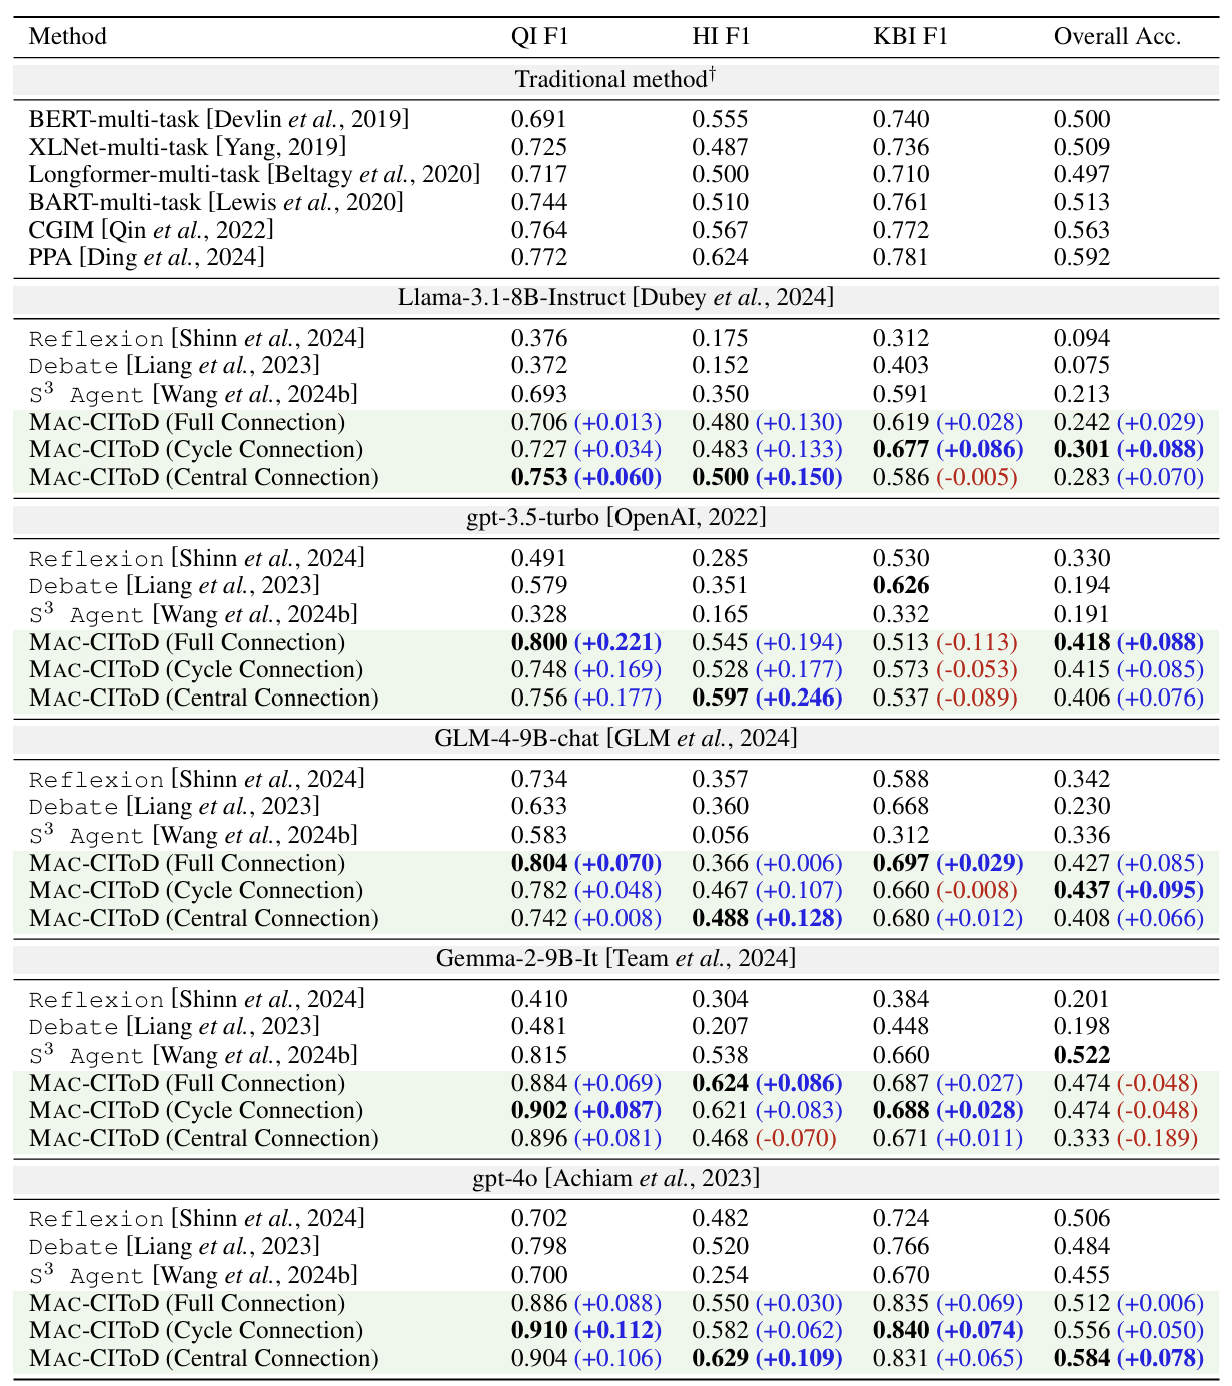 Method QI F1 HI F1 KBI F1 Overall Acc.
Traditional method†
BERT-multi-task [Devlin et al., 2019] 0.691 0.555 0.740 0.500
XLNet-multi-task [Yang, 2019] 0.725 0.487 0.736 0.509
Longformer-multi-task [Beltagy et al., 2020] 0.717 0.500 0.710 0.497
BART-multi-task [Lewis et al., 2020] 0.744 0.510 0.761 0.513
CGIM [Qin et al., 2022] 0.764 0.567 0.772 0.563
PPA [Ding et al., 2024] 0.772 0.624 0.781 0.592
Llama-3.1-8B-Instruct [Dubey et al., 2024]
Reflexion [Shinn et al., 2024] 0.376 0.175 0.312 0.094
Debate [Liang et al., 2023] 0.372 0.152 0.403 0.075
S³ Agent [Wang et al., 2024b] 0.693 0.350 0.591 0.213
MAC-CIToD (Full Connection) 0.706 (+0.013) 0.480 (+0.130) 0.619 (+0.028) 0.242 (+0.029)
MAC-CIToD (Cycle Connection) 0.727 (+0.034) 0.483 (+0.133) 0.677 (+0.086) 0.301 (+0.088)
MAC-CIToD (Central Connection) 0.753 (+0.060) 0.500 (+0.150) 0.586 (-0.005) 0.283 (+0.070)
gpt-3.5-turbo [OpenAI, 2022]
Reflexion [Shinn et al., 2024] 0.491 0.285 0.530 0.330
Debate [Liang et al., 2023] 0.579 0.351 0.626 0.194
S³ Agent [Wang et al., 2024b] 0.328 0.165 0.332 0.191
MAC-CIToD (Full Connection) 0.800 (+0.221) 0.545 (+0.194) 0.513 (-0.113) 0.418 (+0.088)
MAC-CIToD (Cycle Connection) 0.748 (+0.169) 0.528 (+0.177) 0.573 (-0.053) 0.415 (+0.085)
MAC-CIToD (Central Connection) 0.756 (+0.177) 0.597 (+0.246) 0.537 (-0.089) 0.406 (+0.076)
GLM-4-9B-chat [GLM et al., 2024]
Reflexion [Shinn et al., 2024] 0.734 0.357 0.588 0.342
Debate [Liang et al., 2023] 0.633 0.360 0.668 0.230
S³ Agent [Wang et al., 2024b] 0.583 0.056 0.312 0.336
MAC-CIToD (Full Connection) 0.804 (+0.070) 0.366 (+0.006) 0.697 (+0.029) 0.427 (+0.085)
MAC-CIToD (Cycle Connection) 0.782 (+0.048) 0.467 (+0.107) 0.660 (-0.008) 0.437 (+0.095)
MAC-CIToD (Central Connection) 0.742 (+0.008) 0.488 (+0.128) 0.680 (+0.012) 0.408 (+0.066)
Gemma-2-9B-It [Team et al., 2024]
Reflexion [Shinn et al., 2024] 0.410 0.304 0.384 0.201
Debate [Liang et al., 2023] 0.481 0.207 0.448 0.198
S³ Agent [Wang et al., 2024b] 0.815 0.538 0.660 0.522
MAC-CIToD (Full Connection) 0.884 (+0.069) 0.624 (+0.086) 0.687 (+0.027) 0.474 (-0.048)
MAC-CIToD (Cycle Connection) 0.902 (+0.087) 0.621 (+0.083) 0.688 (+0.028) 0.474 (-0.048)
MAC-CIToD (Central Connection) 0.896 (+0.081) 0.468 (-0.070) 0.671 (+0.011) 0.333 (-0.189)
gpt-4o [Achiam et al., 2023]
Reflexion [Shinn et al., 2024] 0.702 0.482 0.724 0.506
Debate [Liang et al., 2023] 0.798 0.520 0.766 0.484
S³ Agent [Wang et al., 2024b] 0.700 0.254 0.670 0.455
MAC-CIToD (Full Connection) 0.886 (+0.088) 0.550 (+0.030) 0.835 (+0.069) 0.512 (+0.006)
MAC-CIToD (Cycle Connection) 0.910 (+0.112) 0.582 (+0.062) 0.840 (+0.074) 0.556 (+0.050)
MAC-CIToD (Central Connection) 0.904 (+0.106) 0.629 (+0.109) 0.831 (+0.065) 0.584 (+0.078)